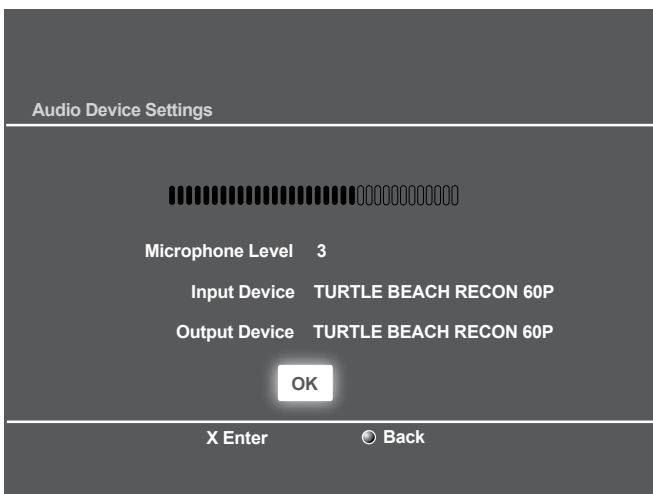 Audio Device Settings
Microphone Level 3
Input Device TURTLE BEACH RECON 60P
Output Device TURTLE BEACH RECON 60P
OK
X Enter Back